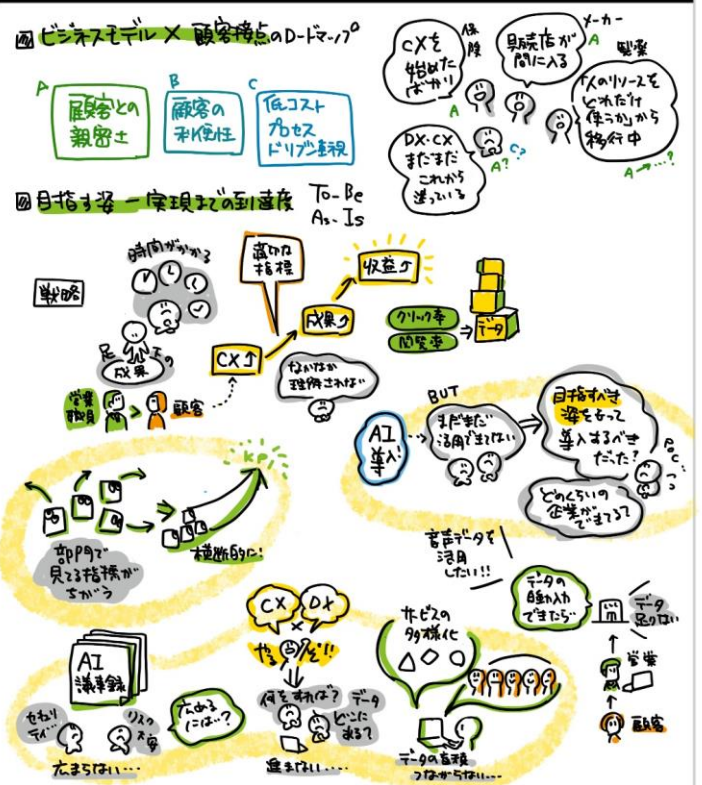 ビジネスモデル × 顧客接点のロードマップ
A
顧客との
親密士
B
顧客の
利便性
C
低コスト
プロセス
ドリブン重視
CXを
始めた
ばかり
保険
A
販売店が
間に入る
メーカー
A
製薬
「人のリソースを
どれだけ
使うか」から
移行中
A→…?
DX・CX
まだまだ
これから
迷っている
A?
C?
目指す姿ー実現までの到達度
To-Be
As-Is
戦略
時間がかかる
足下の
成果
営業
職員
顧客
CX↑
適切な
指標
成果↑
収益↑
なかなか
理解されない
クリック率
閲覧率
データ
AI
導入!
BUT
まだまだ
活用できてない
目指すべき
姿をもって
導入するべき
だった?
POC…
どのくらいの
企業が
できてる?
KPI
部門で
見てる指標が
ちがう
横断的に!
音声データを
活用
したい!!
データの
自動入力
できたら
データ
足りない
営業
顧客
AI
議事録
セキュリ
ティ
リスク
不安
広まらない…
広める
には…?
CX
×
DX
やるぞ!!
何をすれば?
データ
どこに
ある?
進まない…
サービスの
多様化
データの蓄積
つながらない…